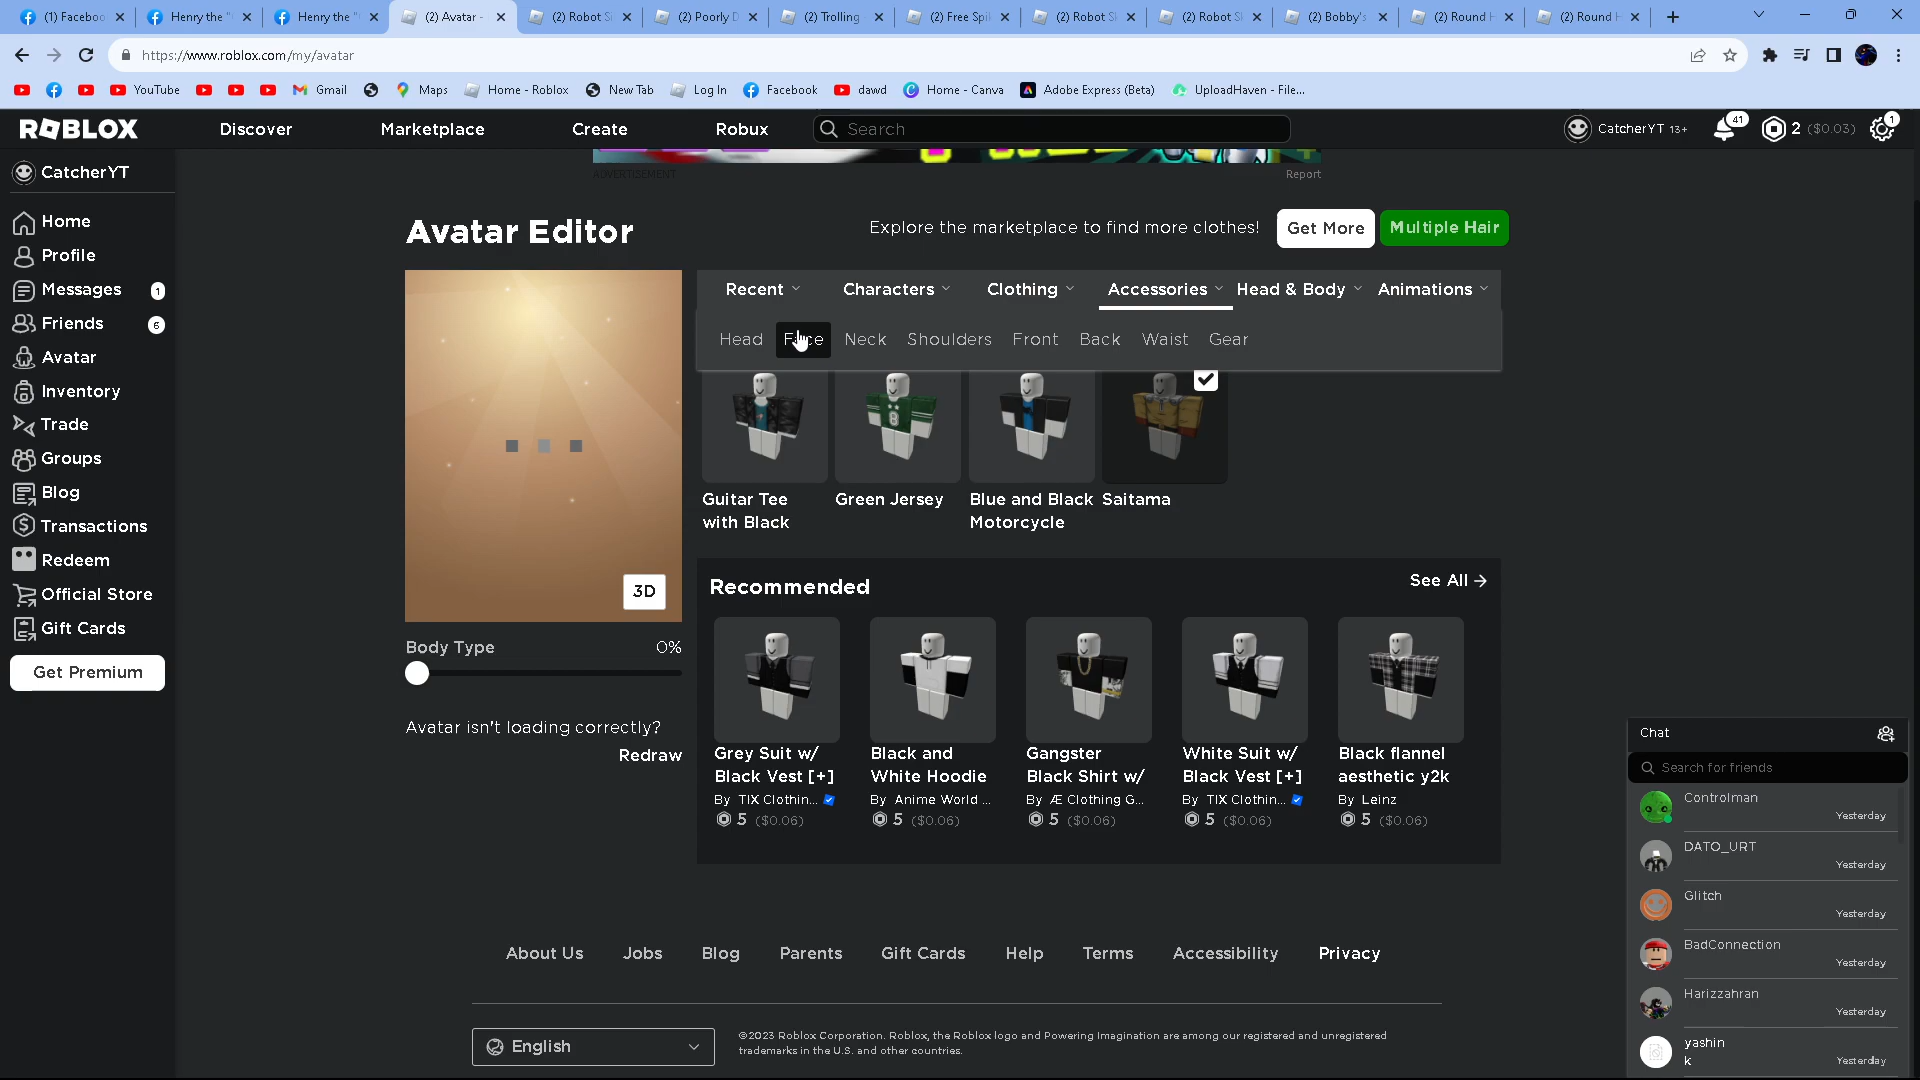 (1) Faceboo
Henry the "
Henry the "
(2) Avatar -
(2) Robot S
(2) Poorly D
(2) Trolling
(2) Free Spi
(2) Robot S
(2) Robot S
(2) Bobby's
(2) Round H
(2) Round H
https://www.roblox.com/my/avatar
YouTube
Gmail
Maps
Home - Roblox
New Tab
Log In
Facebook
dawd
Home - Canva
Adobe Express (Beta)
UploadHaven - File...
ROBLOX
Discover
Marketplace
Create
Robux
Search
CatcherYT 13+
41
2 ($0.03)
1
CatcherYT
Home
Profile
Messages 1
Friends 6
Avatar
Inventory
Trade
Groups
Blog
Transactions
Redeem
Official Store
Gift Cards
Get Premium
ADVERTISEMENT
Report
Avatar Editor
Explore the marketplace to find more clothes!
Get More
Multiple Hair
3D
Body Type 0%
Avatar isn't loading correctly?
Redraw
Recent
Characters
Clothing
Accessories
Head & Body
Animations
Head
Face
Neck
Shoulders
Front
Back
Waist
Gear
Guitar Tee
with Black
Green Jersey
Blue and Black
Motorcycle
Saitama
Recommended
See All
Grey Suit w/
Black Vest [+]
By TIX Clothin...
5 ($0.06)
Black and
White Hoodie
By Anime World ...
5 ($0.06)
Gangster
Black Shirt w/
By Æ Clothing G...
5 ($0.06)
White Suit w/
Black Vest [+]
By TIX Clothin...
5 ($0.06)
Black flannel
aesthetic y2k
By Leinz
5 ($0.06)
About Us
Jobs
Blog
Parents
Gift Cards
Help
Terms
Accessibility
Privacy
English
©2023 Roblox Corporation. Roblox, the Roblox logo and Powering Imagination are among our registered and unregistered
trademarks in the U.S. and other countries.
Chat
Search for friends
Controlman
Yesterday
DATO_URT
Yesterday
Glitch
Yesterday
BadConnection
Yesterday
Harizzahran
Yesterday
yashin
k
Yesterday